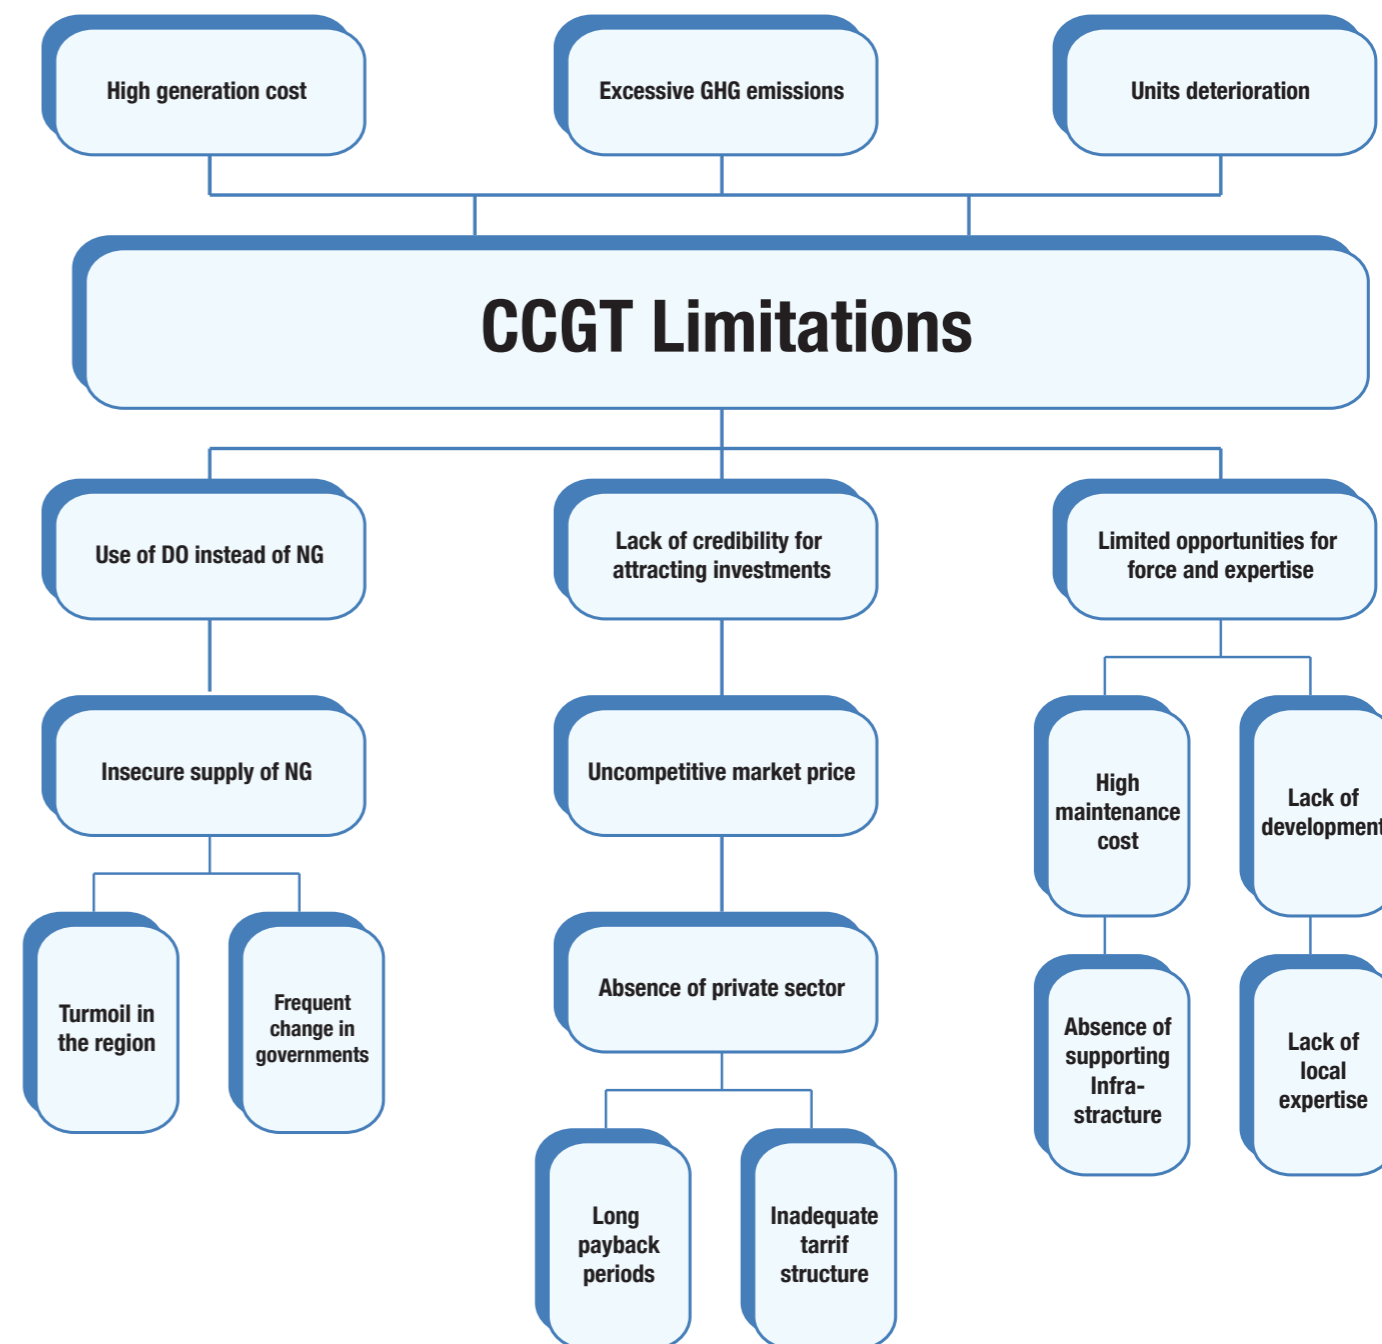 High generation cost
Excessive GHG emissions
Units deterioration
CCGT Limitations
Use of DO instead of NG
Lack of credibility for
attracting investments
Limited opportunities for
force and expertise
Insecure supply of NG
Uncompetitive market price
High
maintenance
cost
Lack of
development
Turmoil in
the region
Frequent
change in
governments
Absence of private sector
Absence of
supporting
Infra-
stracture
Lack of
local
expertise
Long
payback
periods
Inadequate
tarrif
structure